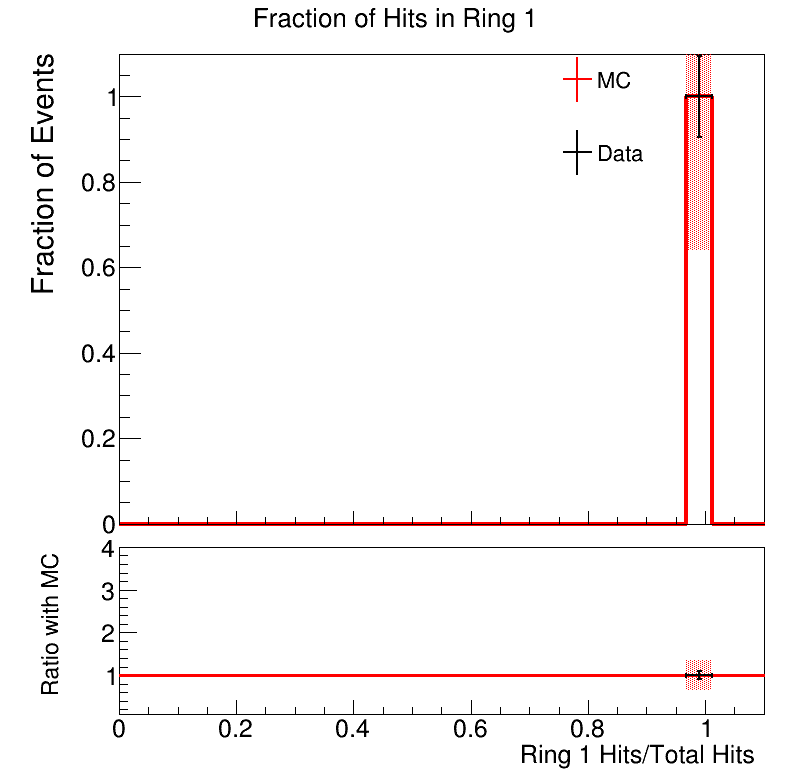 Fraction of Hits in Ring 1
Fraction of Events
1
0.8
0.6
0.4
0.2
0
MC
Data
Ratio with MC
4
3
2
1
0 0.2 0.4 0.6 0.8 1
Ring 1 Hits/Total Hits